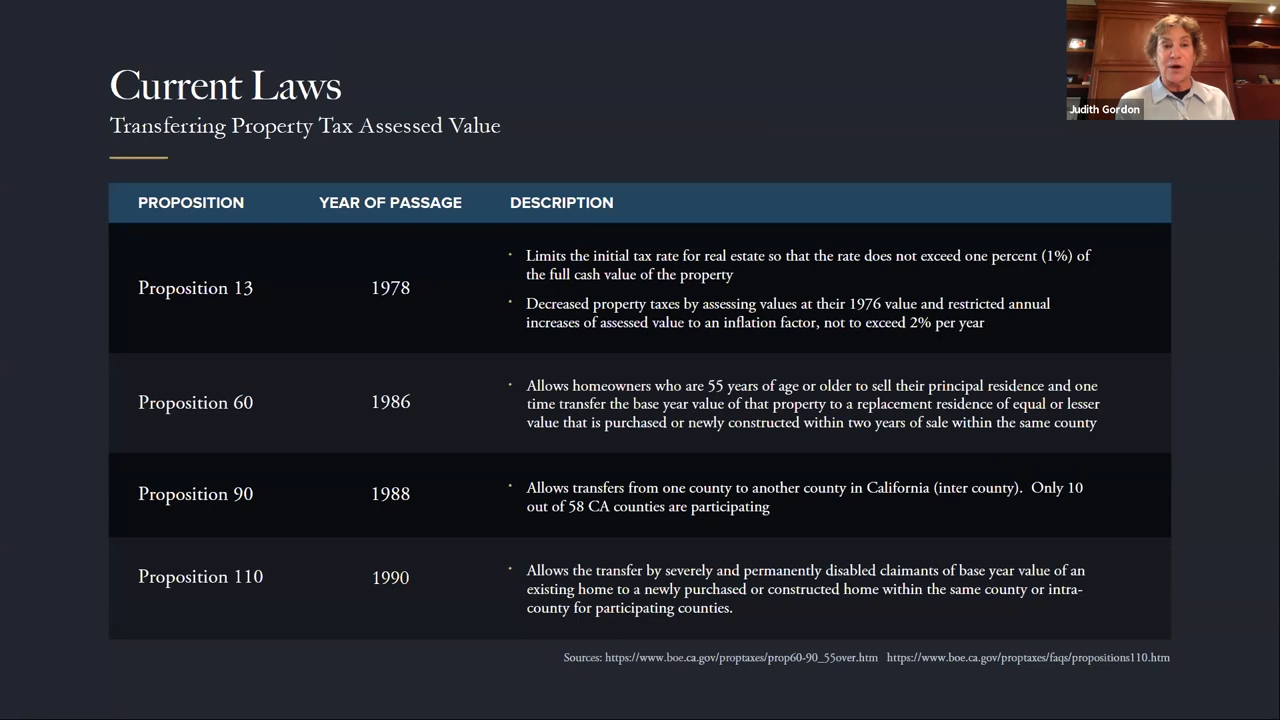 Current Laws
Transferring Property Tax Assessed Value
Judith Gordon
PROPOSITION YEAR OF PASSAGE DESCRIPTION
Proposition 13 1978
• Limits the initial tax rate for real estate so that the rate does not exceed one percent (1%) of
the full cash value of the property
• Decreased property taxes by assessing values at their 1976 value and restricted annual
increases of assessed value to an inflation factor, not to exceed 2% per year
Proposition 60 1986
• Allows homeowners who are 55 years of age or older to sell their principal residence and one
time transfer the base year value of that property to a replacement residence of equal or lesser
value that is purchased or newly constructed within two years of sale within the same county
Proposition 90 1988
• Allows transfers from one county to another county in California (inter county). Only 10
out of 58 CA counties are participating
Proposition 110 1990
• Allows the transfer by severely and permanently disabled claimants of base year value of an
existing home to a newly purchased or constructed home within the same county or intra-
county for participating counties.
Sources: https://www.boe.ca.gov/proptaxes/prop60-90_55over.htm https://www.boe.ca.gov/proptaxes/faqs/propositions110.htm